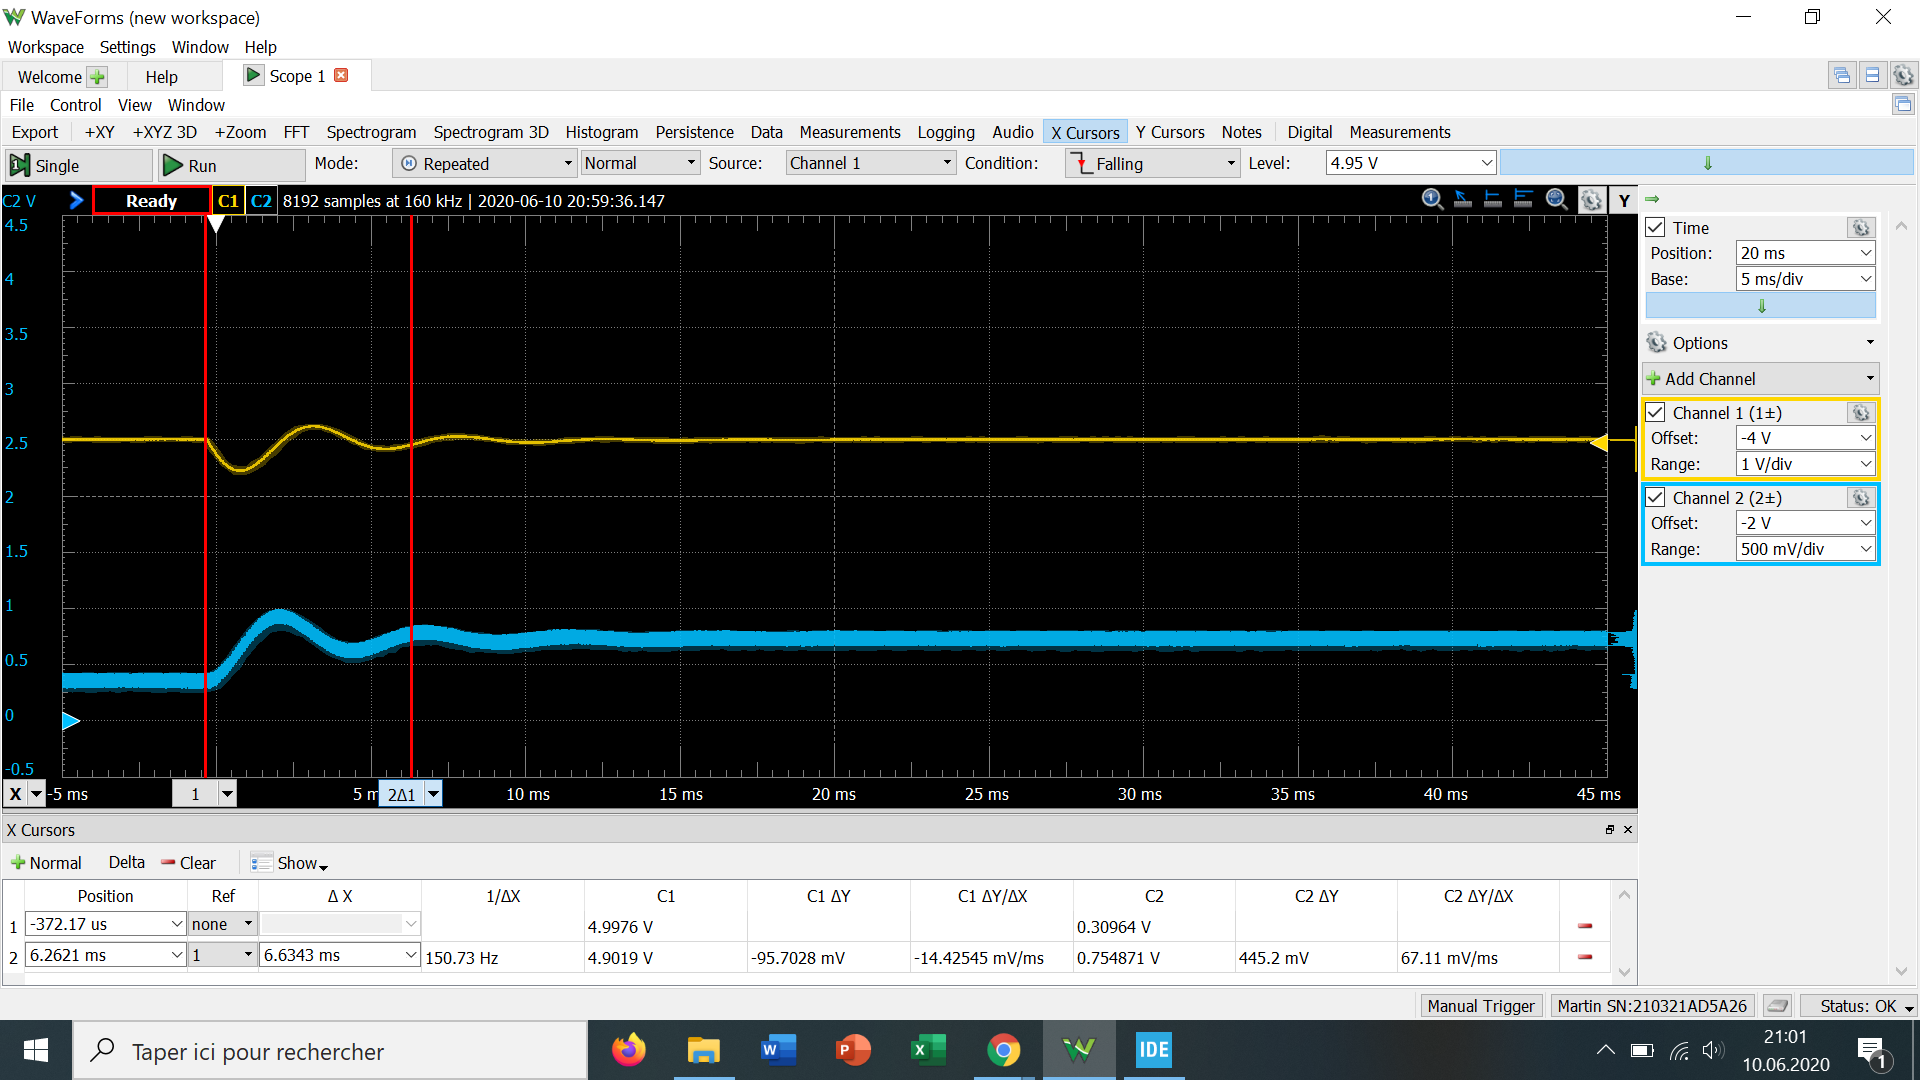 WaveForms (new workspace)
Workspace Settings Window Help
Welcome Help Scope 1
File Control View Window
Export +XY +XYZ 3D +Zoom FFT Spectrogram Spectrogram 3D Histogram Persistence Data Measurements Logging Audio X Cursors Y Cursors Notes Digital Measurements
Single Run Mode: Repeated Normal Source: Channel 1 Condition: Falling Level: 4.95 V
C2 V Ready C1 C2 8192 samples at 160 kHz | 2020-06-10 20:59:36.147 Y
4.5
4
3.5
3
2.5
2
1.5
1
0.5
0
-0.5
X -5 ms 1 5 m 2Δ1 10 ms 15 ms 20 ms 25 ms 30 ms 35 ms 40 ms 45 ms
Time
Position: 20 ms
Base: 5 ms/div
Options
Add Channel
Channel 1 (1±)
Offset: -4 V
Range: 1 V/div
Channel 2 (2±)
Offset: -2 V
Range: 500 mV/div
X Cursors
Normal Delta Clear Show
Position Ref Δ X 1/ΔX C1 C1 ΔY C1 ΔY/ΔX C2 C2 ΔY C2 ΔY/ΔX
1 -372.17 us none 4.9976 V 0.30964 V
2 6.2621 ms 1 6.6343 ms 150.73 Hz 4.9019 V -95.7028 mV -14.42545 mV/ms 0.754871 V 445.2 mV 67.11 mV/ms
Manual Trigger Martin SN:210321AD5A26 Status: OK
Taper ici pour rechercher
W P X IDE
21:01
10.06.2020
1